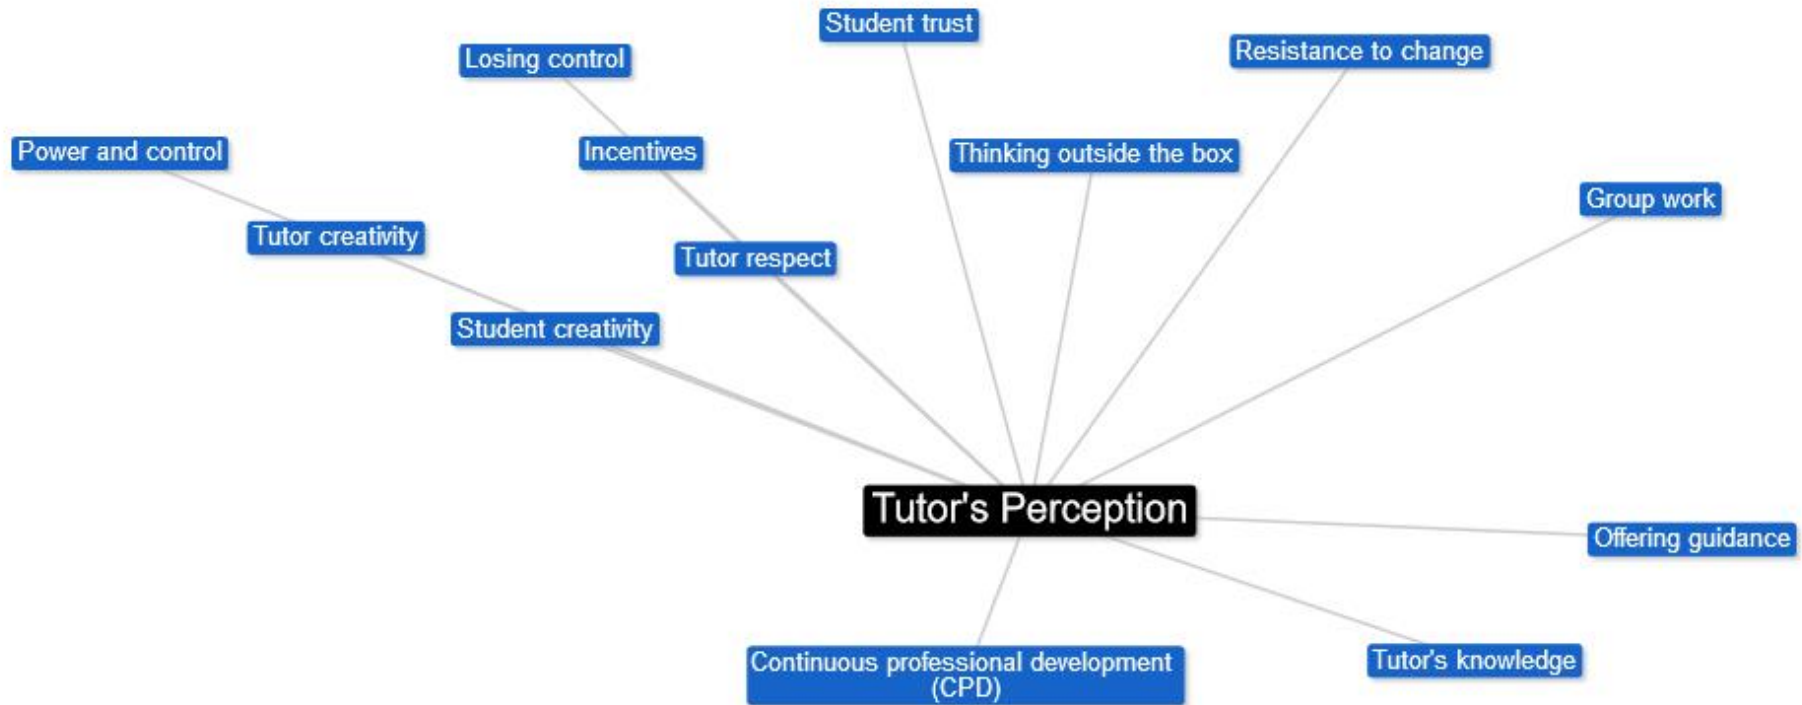 Student trust
Losing control
Resistance to change
Power and control
Incentives
Thinking outside the box
Group work
Tutor creativity
Tutor respect
Student creativity
Tutor's Perception
Offering guidance
Continuous professional development
(CPD)
Tutor's knowledge